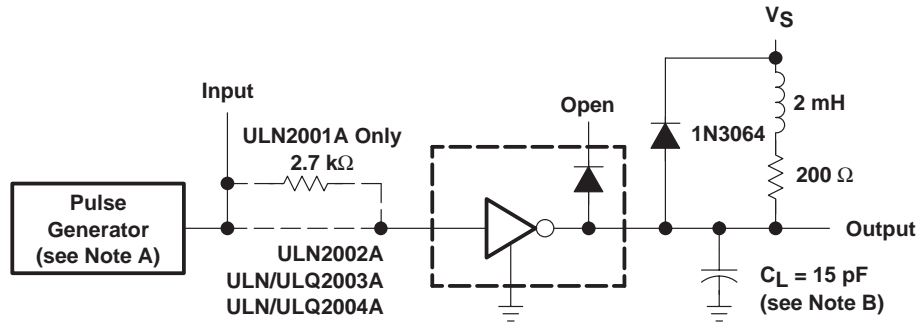 VS
Input
2 mH
Open
ULN2001A Only
1N3064
2.7 kΩ
200 Ω
Pulse
Generator
(see Note A)
Output
ULN2002A
ULN/ULQ2003A
ULN/ULQ2004A
CL = 15 pF
(see Note B)